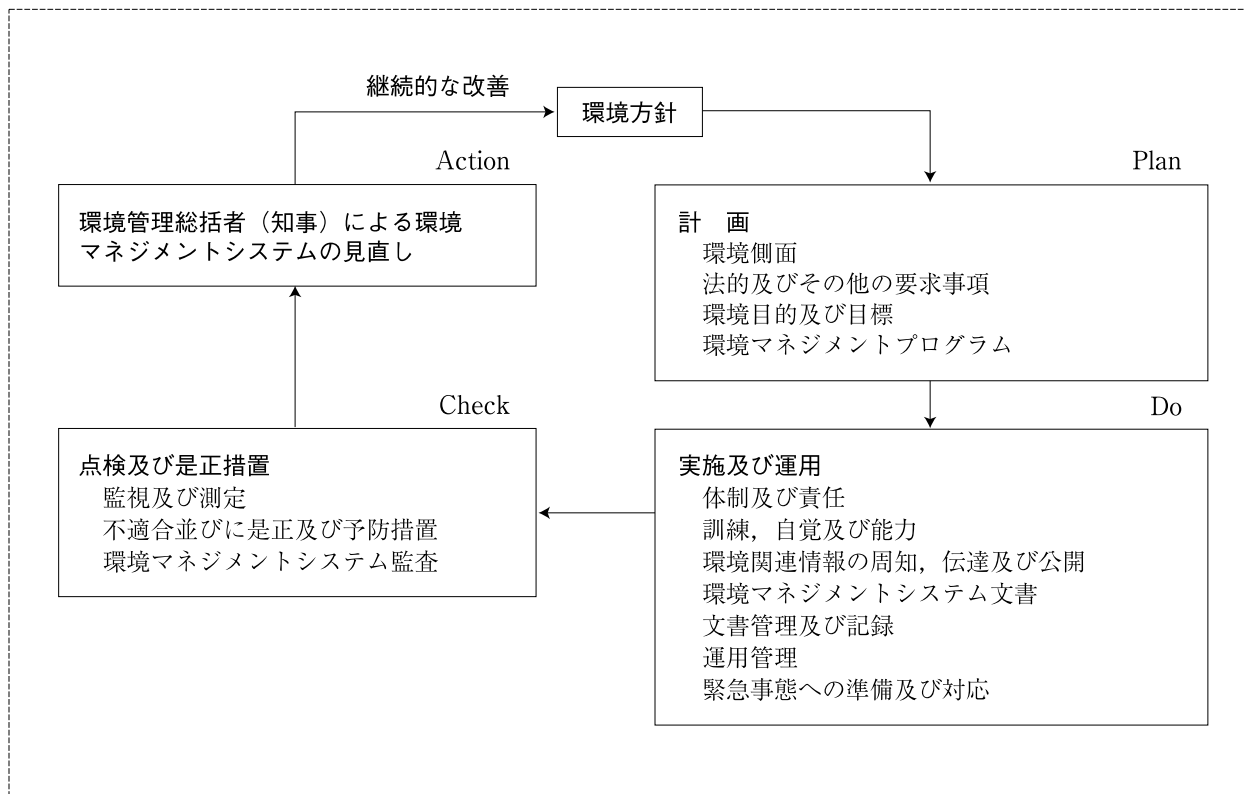 継続的な改善
環境方針
Action
環境管理総括者（知事）による環境
マネジメントシステムの見直し
Plan
計　画
環境側面
法的及びその他の要求事項
環境目的及び目標
環境マネジメントプログラム
Check
点検及び是正措置
監視及び測定
不適合並びに是正及び予防措置
環境マネジメントシステム監査
Do
実施及び運用
体制及び責任
訓練，自覚及び能力
環境関連情報の周知，伝達及び公開
環境マネジメントシステム文書
文書管理及び記録
運用管理
緊急事態への準備及び対応